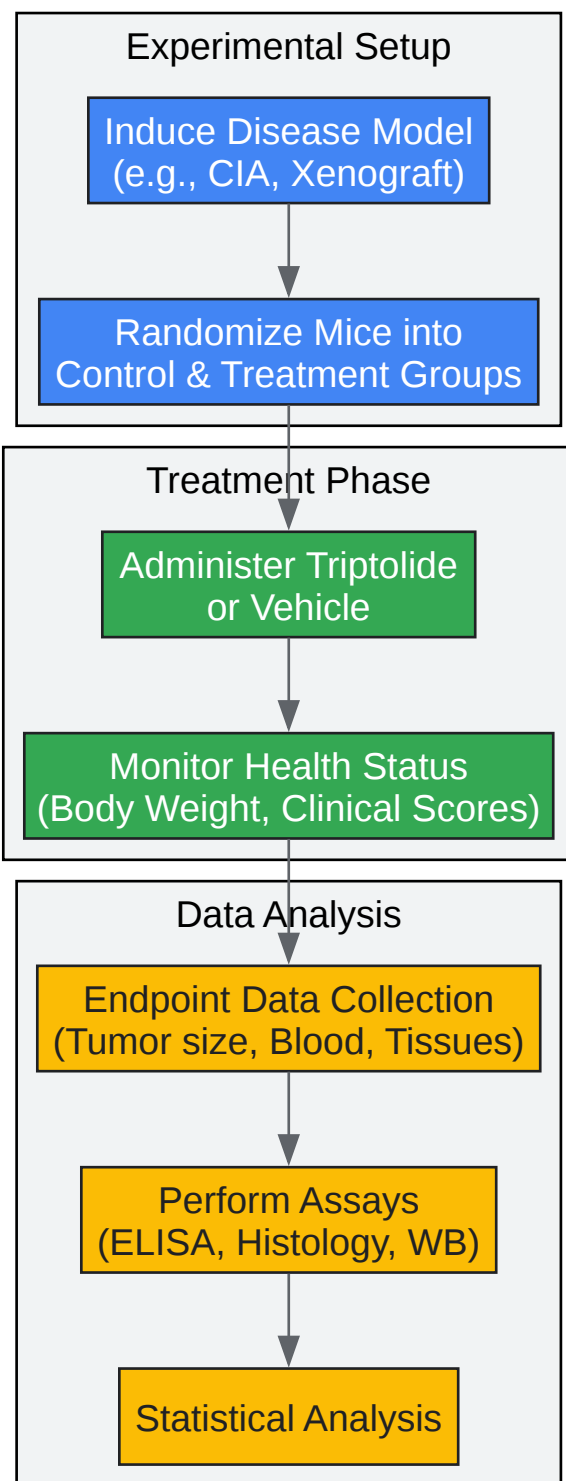 Experimental Setup
Induce Disease Model
(e.g., CIA, Xenograft)
Randomize Mice into
Control & Treatment Groups
Treatment Phase
Administer Triptolide
or Vehicle
Monitor Health Status
(Body Weight, Clinical Scores)
Data Analysis
Endpoint Data Collection
(Tumor size, Blood, Tissues)
Perform Assays
(ELISA, Histology, WB)
Statistical Analysis